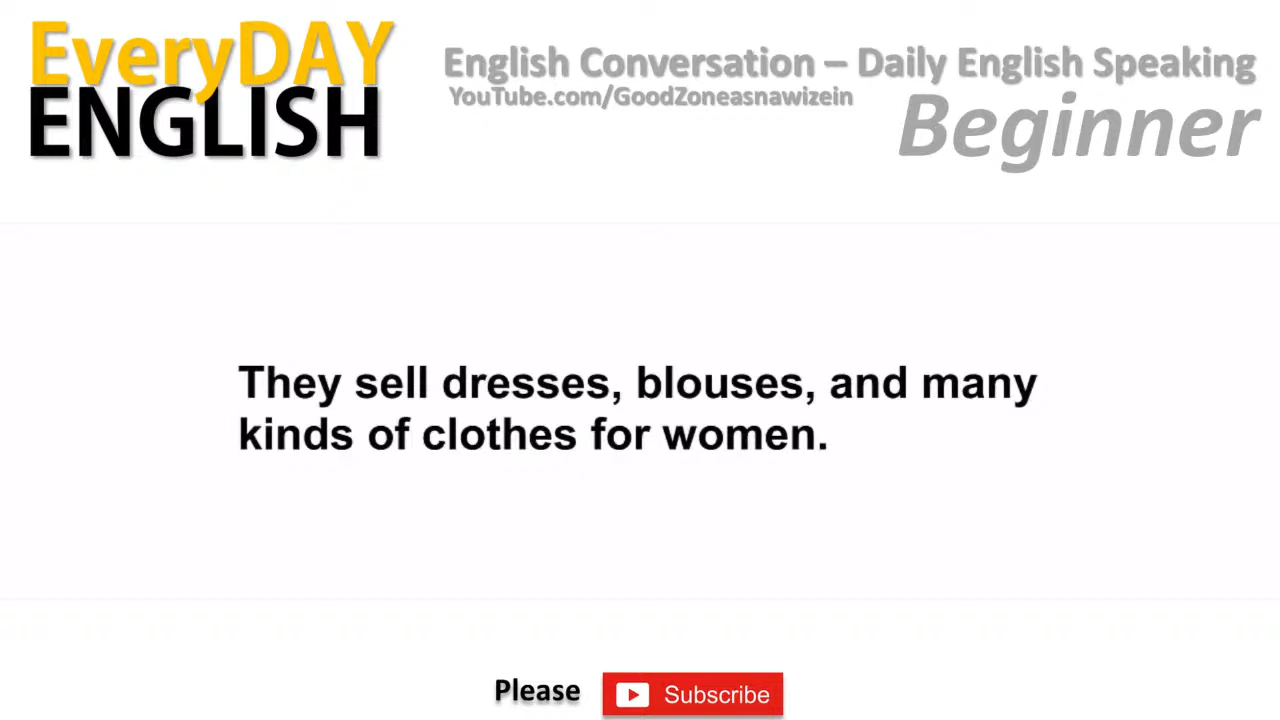 EveryDAY
ENGLISH
English Conversation – Daily English Speaking
YouTube.com/GoodZoneasnawizein
Beginner
They sell dresses, blouses, and many
kinds of clothes for women.
Please
Subscribe